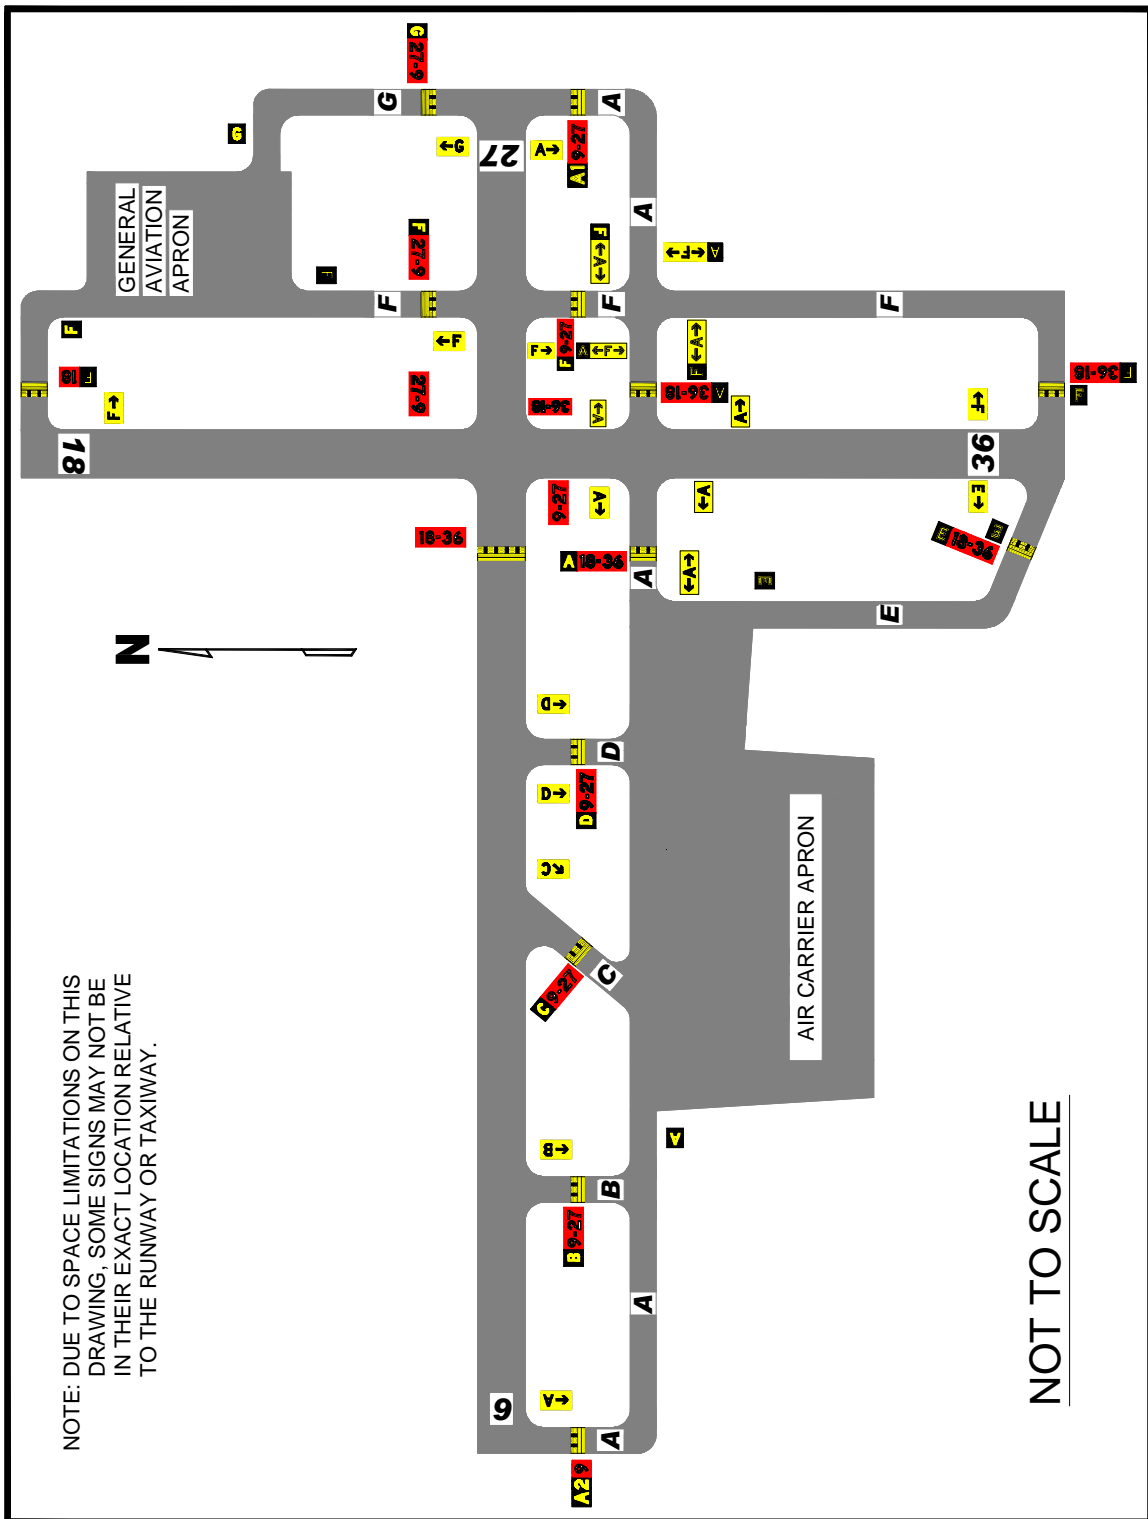 G 27-9
G
A
G
←G
27
A→
A1 9-27
GENERAL
AVIATION
APRON
A
F 27-9
F
F
←A→
A
←F→
F
F
F
F
←F
F→
F 9-27
A
←F→
←A→
F
F
18
F→
27-9
36-18
←A
36-18
A
A→
←F
36-18
F
F
18
36
9-27
←A
←A
E→
18-36
A 18-36
A
←A→
E
E 18-36
ES
E
N
←D
D
D→
D 9-27
C
C
C 9-27
AIR CARRIER APRON
NOTE: DUE TO SPACE LIMITATIONS ON THIS
DRAWING, SOME SIGNS MAY NOT BE
IN THEIR EXACT LOCATION RELATIVE
TO THE RUNWAY OR TAXIWAY.
←B
B
B 9-27
A
A
←A
9
A
A2 9
NOT TO SCALE